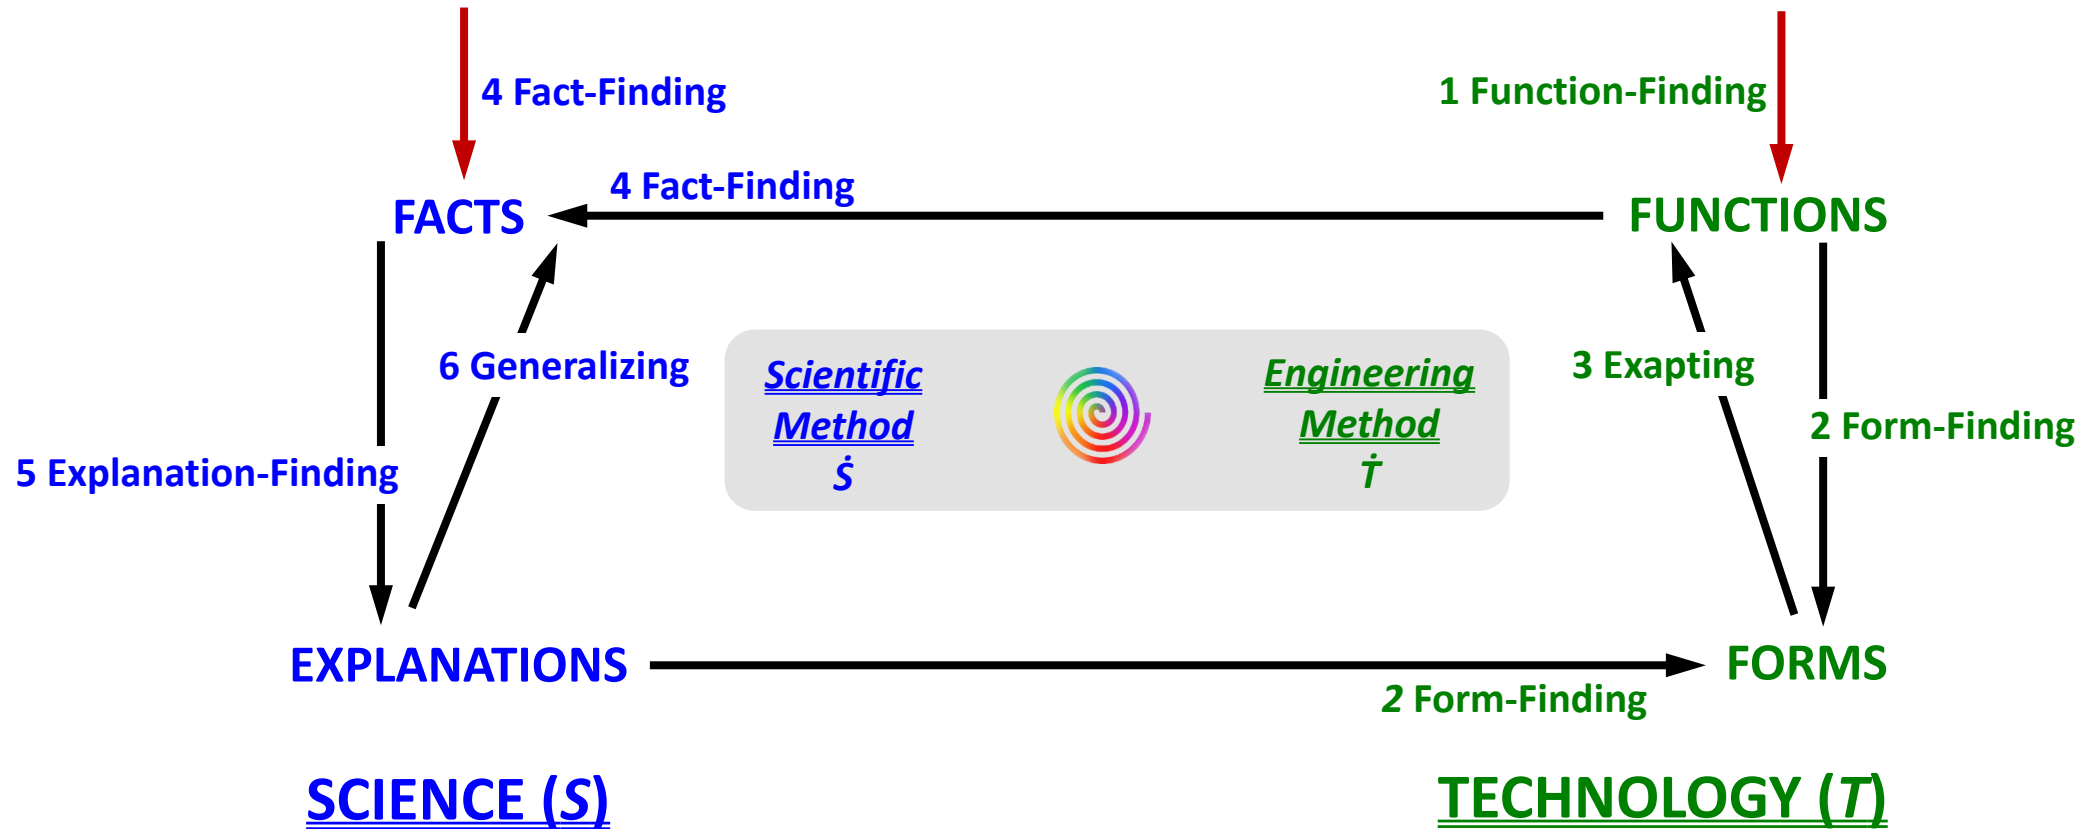 4 Fact-Finding
1 Function-Finding
4 Fact-Finding
FACTS
FUNCTIONS
6 Generalizing
3 Exapting
Scientific
Method
Ṡ
Engineering
Method
Ṫ
2 Form-Finding
5 Explanation-Finding
EXPLANATIONS
FORMS
2 Form-Finding
SCIENCE (S)
TECHNOLOGY (T)